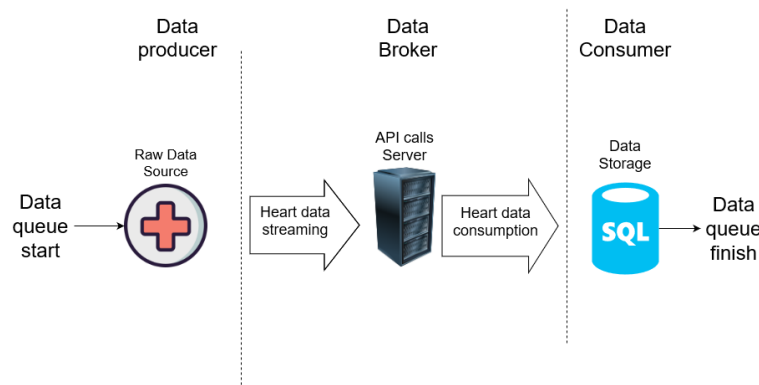 Data
producer
Data
Broker
Data
Consumer
Raw Data
Source
API calls
Server
Data
Storage
Data
queue
start
Heart data
streaming
Heart data
consumption
SQL
Data
queue
finish